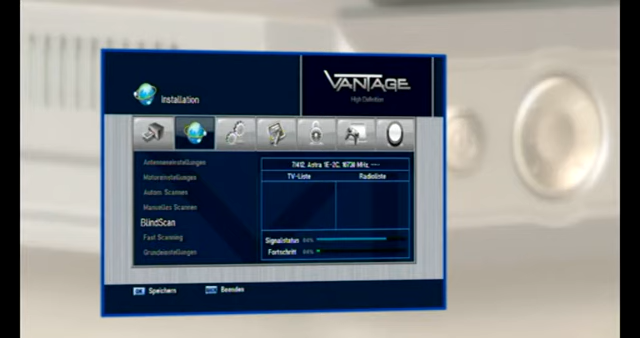 VANTAGE
High Definition
Installation
Antenneneinstellungen
Motoreinstellungen
Autom. Scannen
Manuelles Scannen
BlindScan
Fast Scanning
Grundeinstellungen
TV-Liste Radioliste
Signalstatus
Fortschritt
OK Speichern Beenden